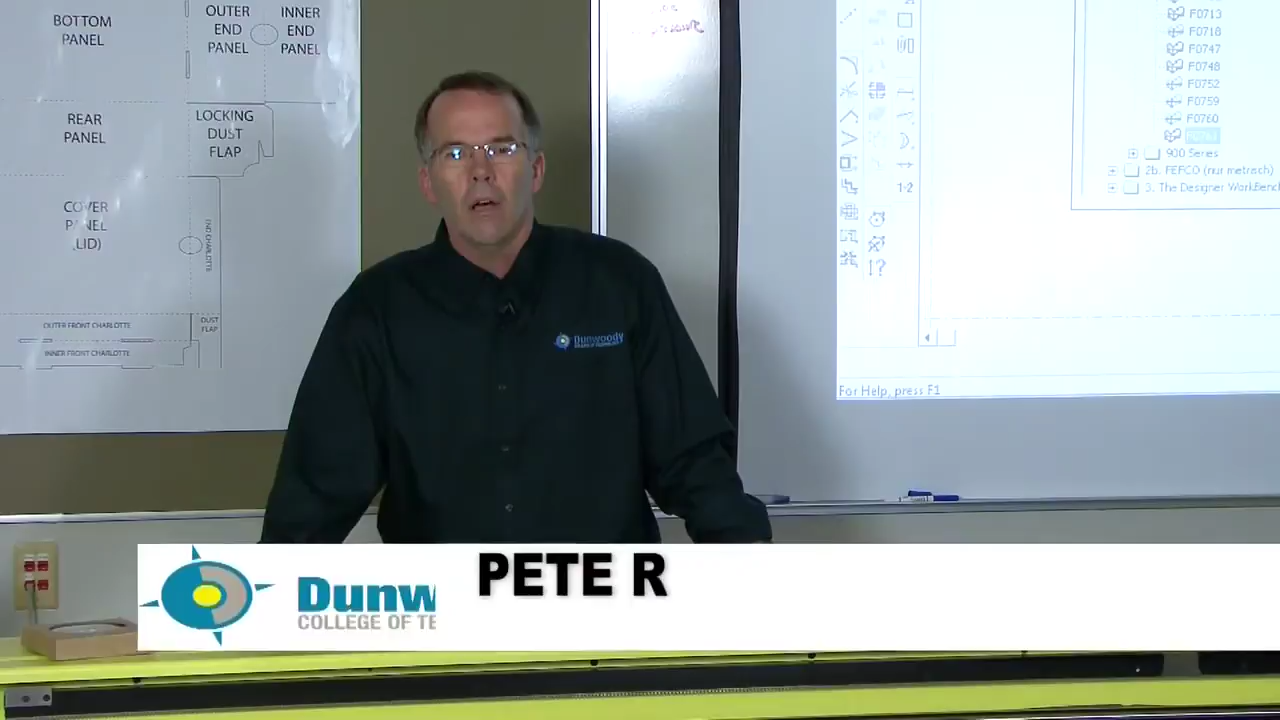 BOTTOM
PANEL
OUTER
END
PANEL
INNER
END
PANEL
REAR
PANEL
LOCKING
DUST
FLAP
COVER
PANEL
(LID)
END CHARLOTTE
OUTER FRONT CHARLOTTE
DUST
FLAP
INNER FRONT CHARLOTTE
F0713
F0718
F0747
F0748
F0752
F0759
F0760
900 Series
2b. FEFCO (nur metrisch)
3. The Designer WorkBench
1-2
For Help, press F1
Dunwoody
PETE R
Dunw
COLLEGE OF TE